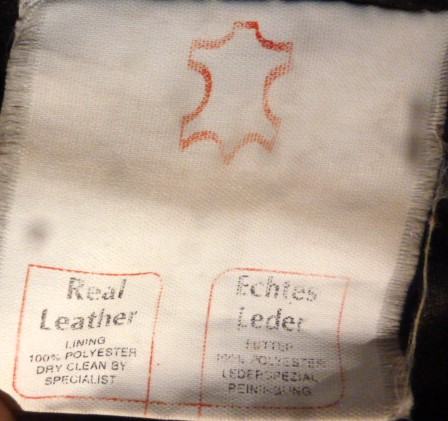 Real
Leather
LINING
100% POLYESTER
DRY CLEAN BY
SPECIALIST
Echtes
Leder
FUTTER
100% POLYESTER
LEDERSPEZIAL
REINIGUNG